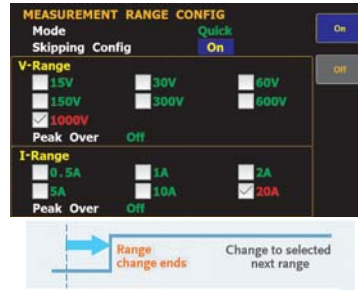 MEASUREMENT RANGE CONFIG
Mode Quick On
Skipping Config On
Off
V-Range
15V 30V 60V
150V 300V 600V
1000V
Peak Over Off
I-Range
0.5A 1A 2A
5A 10A 20A
Peak Over Off
Range Change to selected
change ends next range